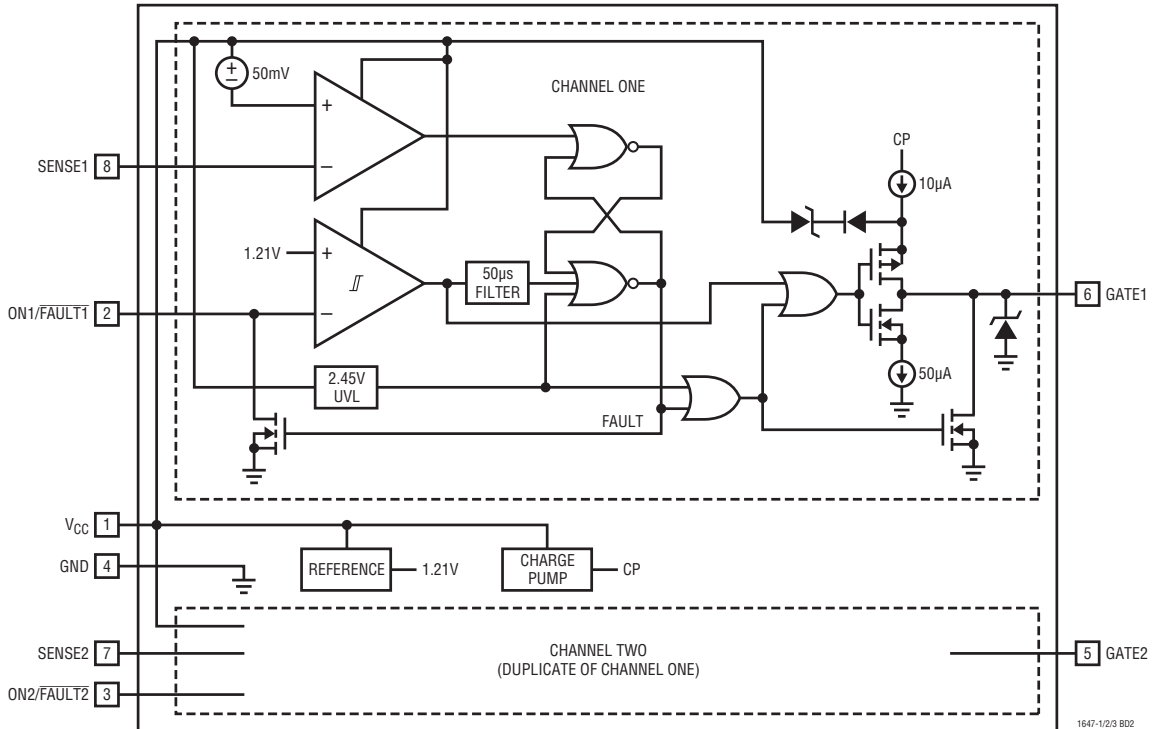 50mV
+
−
CHANNEL ONE
+
−
SENSE1 8
CP
10µA
1.21V
+
−
50µs
FILTER
ON1/FAULT1 2
6 GATE1
2.45V
UVL
50µA
FAULT
VCC 1
GND 4
REFERENCE
1.21V
CHARGE
PUMP
CP
SENSE2 7
CHANNEL TWO
(DUPLICATE OF CHANNEL ONE)
5 GATE2
ON2/FAULT2 3
1647-1/2/3 BD2